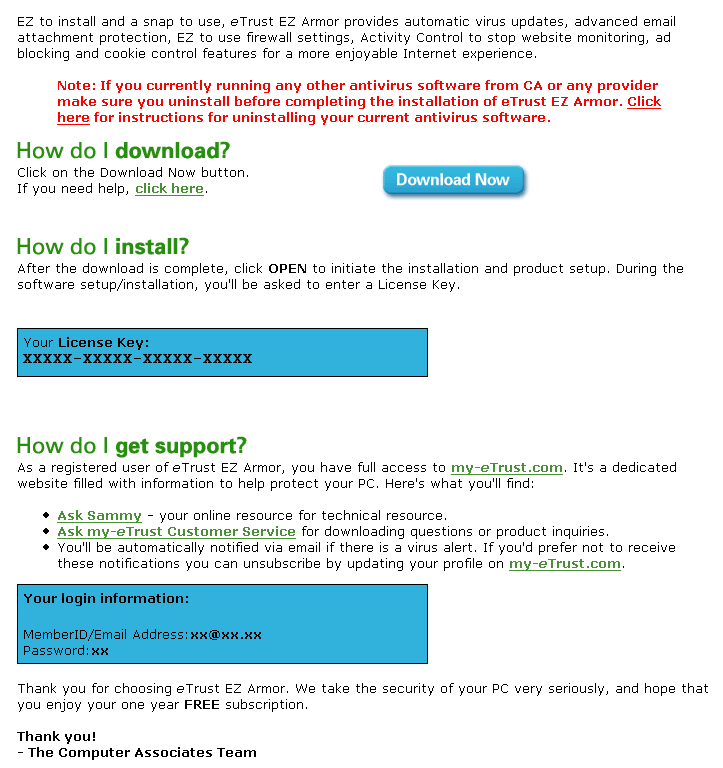 EZ to install and a snap to use, eTrust EZ Armor provides automatic virus updates, advanced email
attachment protection, EZ to use firewall settings, Activity Control to stop website monitoring, ad
blocking and cookie control features for a more enjoyable Internet experience.
Note: If you currently running any other antivirus software from CA or any provider
make sure you uninstall before completing the installation of eTrust EZ Armor. Click
here for instructions for uninstalling your current antivirus software.
How do I download?
Click on the Download Now button.
If you need help, click here.
Download Now
How do I install?
After the download is complete, click OPEN to initiate the installation and product setup. During the
software setup/installation, you'll be asked to enter a License Key.
Your License Key:
XXXXX-XXXXX-XXXXX-XXXXX
How do I get support?
As a registered user of eTrust EZ Armor, you have full access to my-eTrust.com. It's a dedicated
website filled with information to help protect your PC. Here's what you'll find:
• Ask Sammy - your online resource for technical resource.
• Ask my-eTrust Customer Service for downloading questions or product inquiries.
• You'll be automatically notified via email if there is a virus alert. If you'd prefer not to receive
these notifications you can unsubscribe by updating your profile on my-eTrust.com.
Your login information:
MemberID/Email Address: xx@xx.xx
Password: xx
Thank you for choosing eTrust EZ Armor. We take the security of your PC very seriously, and hope that
you enjoy your one year FREE subscription.
Thank you!
- The Computer Associates Team